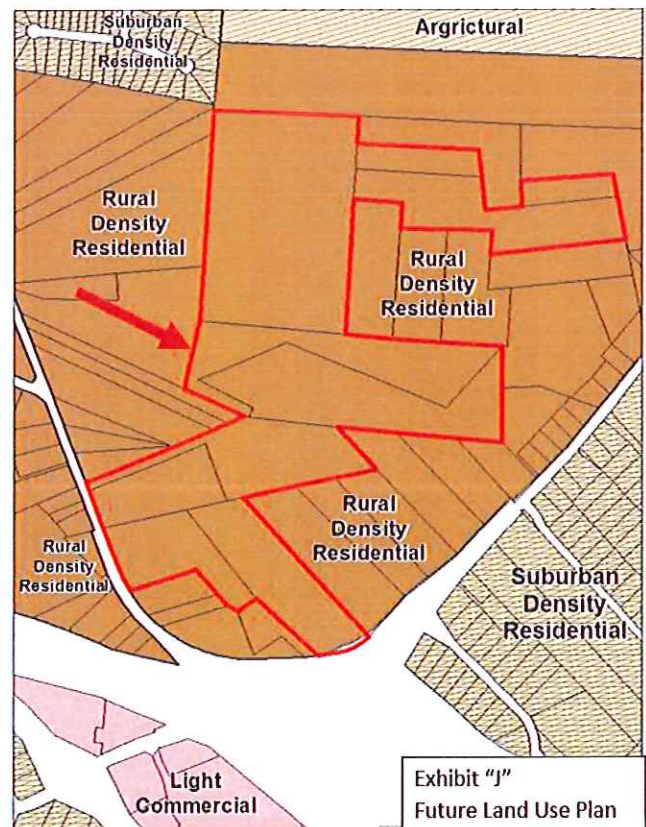 Suburban
Density
Residential
Argrictural
Rural
Density
Residential
Rural
Density
Residential
Rural
Density
Residential
Rural
Density
Residential
Suburban
Density
Residential
Light
Commercial
Exhibit "J"
Future Land Use Plan